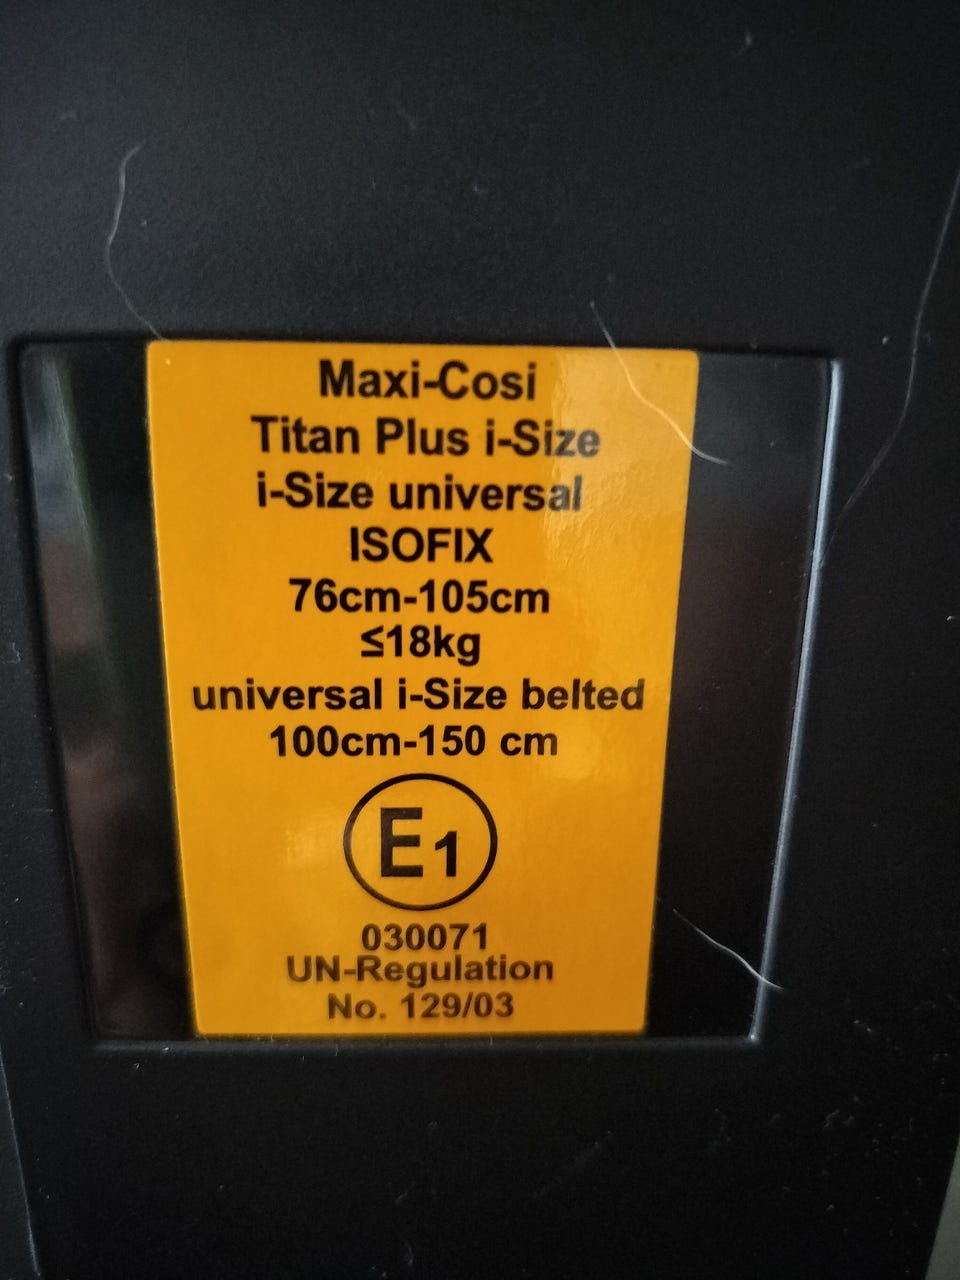 Maxi-Cosi
Titan Plus i-Size
i-Size universal
ISOFIX
76cm-105cm
≤18kg
universal i-Size belted
100cm-150 cm
E1
030071
UN-Regulation
No. 129/03